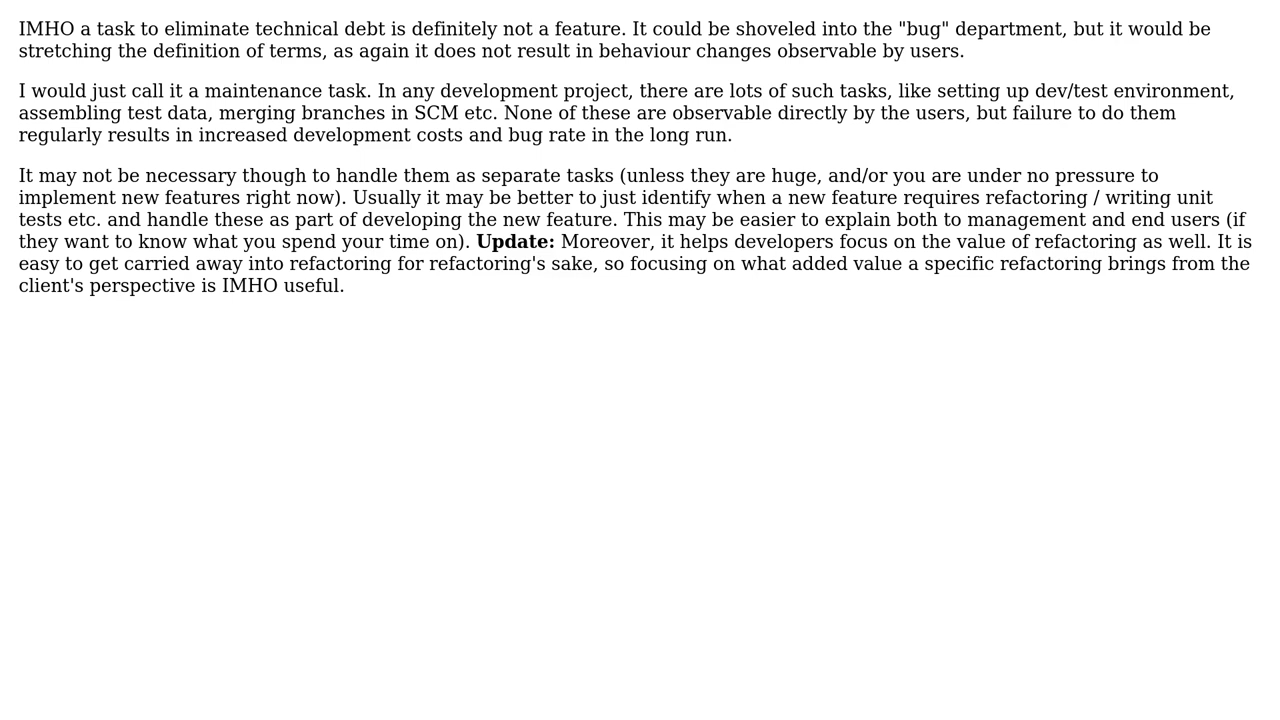 IMHO a task to eliminate technical debt is definitely not a feature. It could be shoveled into the "bug" department, but it would be
stretching the definition of terms, as again it does not result in behaviour changes observable by users.
I would just call it a maintenance task. In any development project, there are lots of such tasks, like setting up dev/test environment,
assembling test data, merging branches in SCM etc. None of these are observable directly by the users, but failure to do them
regularly results in increased development costs and bug rate in the long run.
It may not be necessary though to handle them as separate tasks (unless they are huge, and/or you are under no pressure to
implement new features right now). Usually it may be better to just identify when a new feature requires refactoring / writing unit
tests etc. and handle these as part of developing the new feature. This may be easier to explain both to management and end users (if
they want to know what you spend your time on). Update: Moreover, it helps developers focus on the value of refactoring as well. It is
easy to get carried away into refactoring for refactoring's sake, so focusing on what added value a specific refactoring brings from the
client's perspective is IMHO useful.